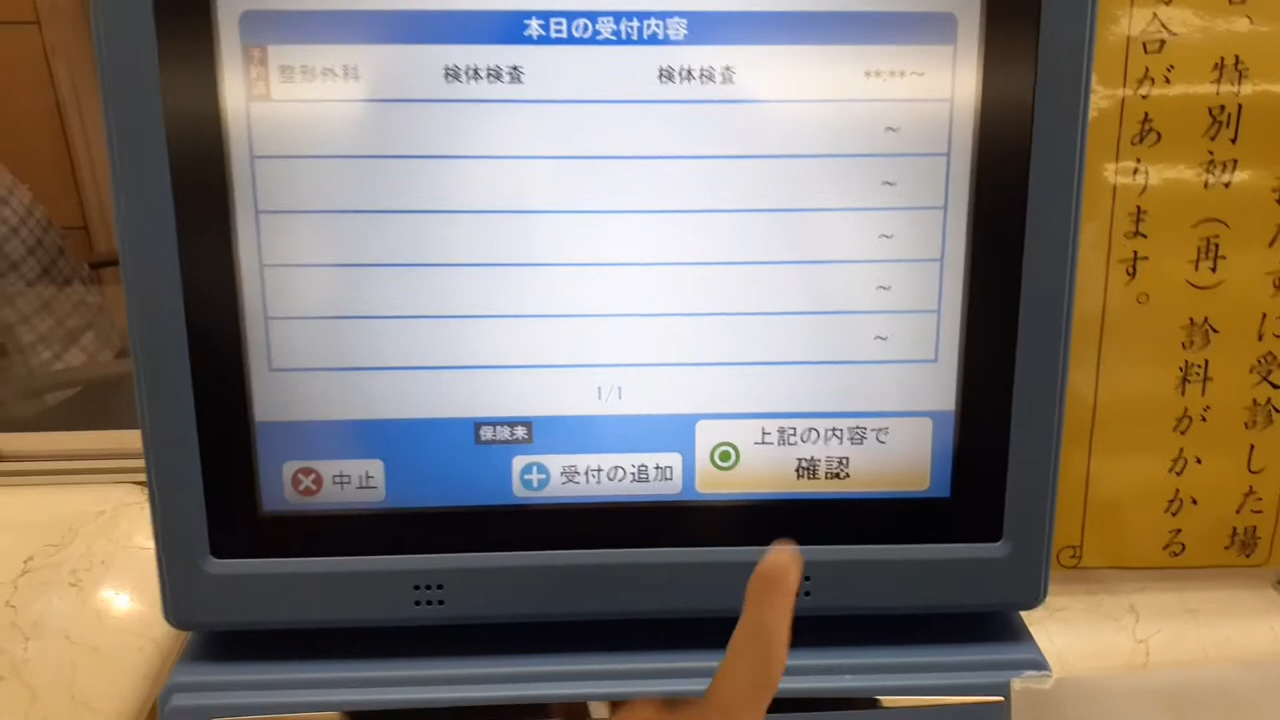 本日の受付内容
予約済 整形外科 検体検査 検体検査 **:**~
~
~
~
~
~
1/1
保険未
中止
受付の追加
上記の内容で
確認
特別初（再）診料がかかる
合があります。
に受診した場